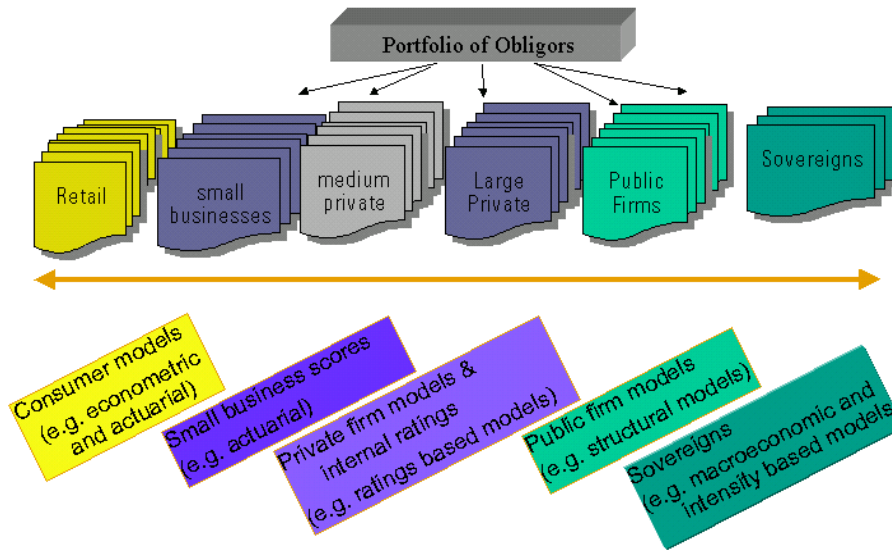 Portfolio of Obligors
Retail
small
businesses
medium
private
Large
Private
Public
Firms
Sovereigns
Consumer models
(e.g. econometric
and actuarial)
Small business scores
(e.g. actuarial)
Private firm models &
internal ratings
(e.g. ratings based models)
Public firm models
(e.g. structural models)
Sovereigns
(e.g. macroeconomic and
intensity based models